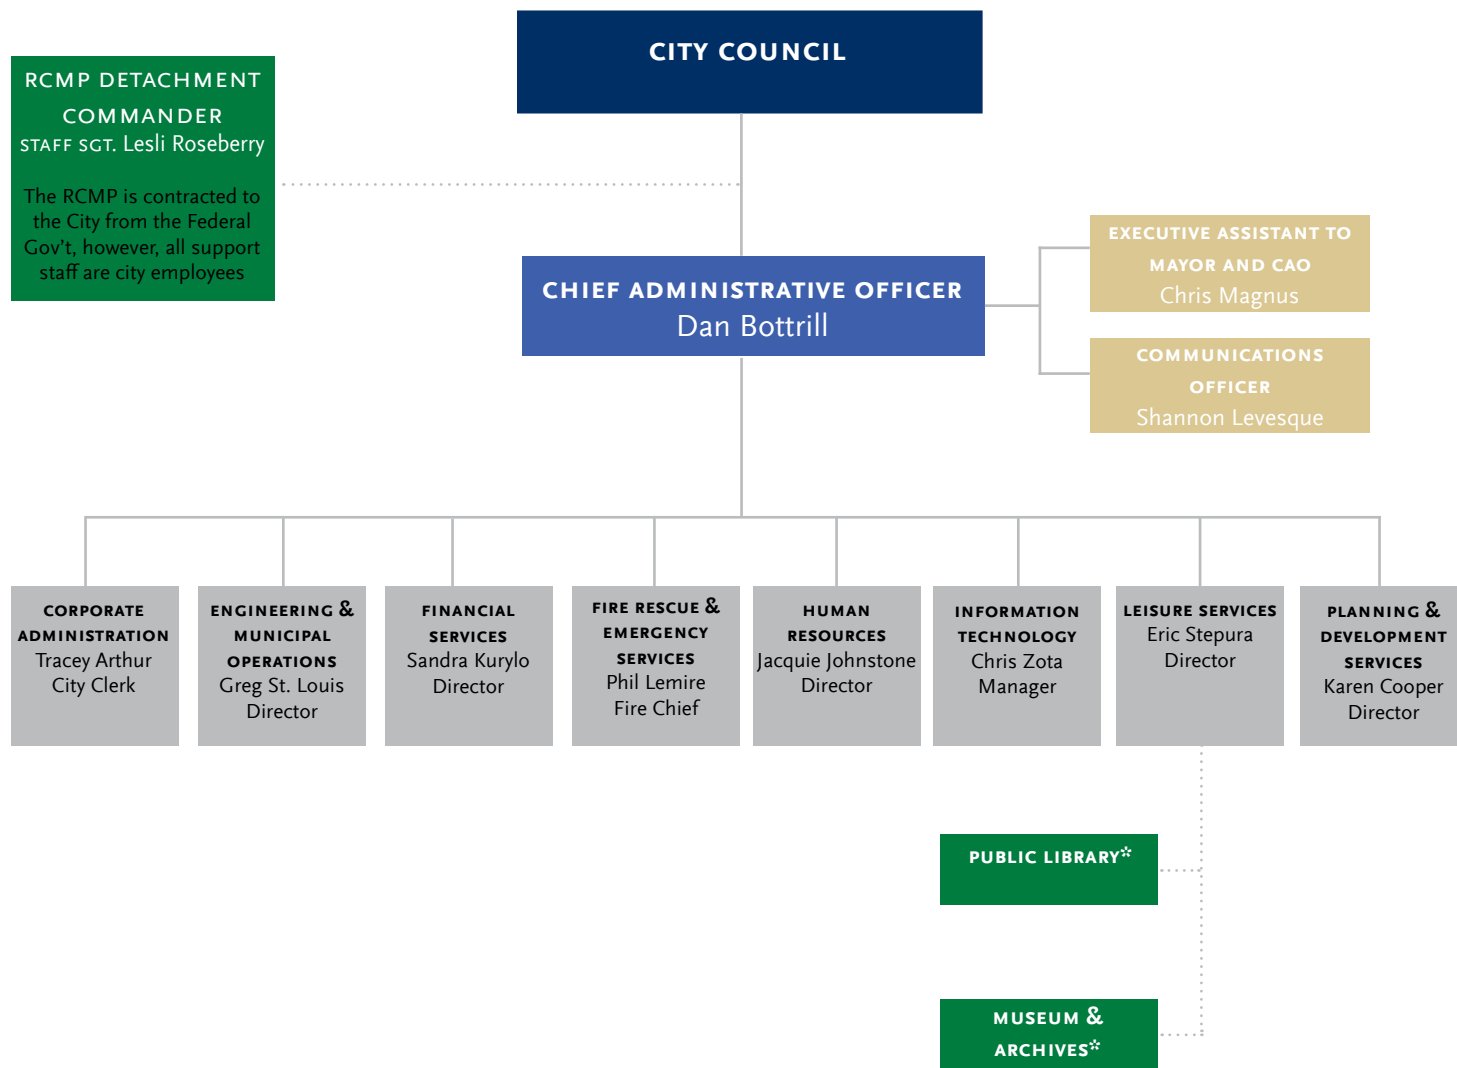 CITY COUNCIL
RCMP DETACHMENT
COMMANDER
STAFF SGT. Lesli Roseberry
The RCMP is contracted to
the City from the Federal
Gov't, however, all support
staff are city employees
EXECUTIVE ASSISTANT TO
MAYOR AND CAO
Chris Magnus
CHIEF ADMINISTRATIVE OFFICER
Dan Bottrill
COMMUNICATIONS
OFFICER
Shannon Levesque
CORPORATE
ADMINISTRATION
Tracey Arthur
City Clerk
ENGINEERING &
MUNICIPAL
OPERATIONS
Greg St. Louis
Director
FINANCIAL
SERVICES
Sandra Kurylo
Director
FIRE RESCUE &
EMERGENCY
SERVICES
Phil Lemire
Fire Chief
HUMAN
RESOURCES
Jacquie Johnstone
Director
INFORMATION
TECHNOLOGY
Chris Zota
Manager
LEISURE SERVICES
Eric Stepura
Director
PLANNING &
DEVELOPMENT
SERVICES
Karen Cooper
Director
PUBLIC LIBRARY*
MUSEUM &
ARCHIVES*